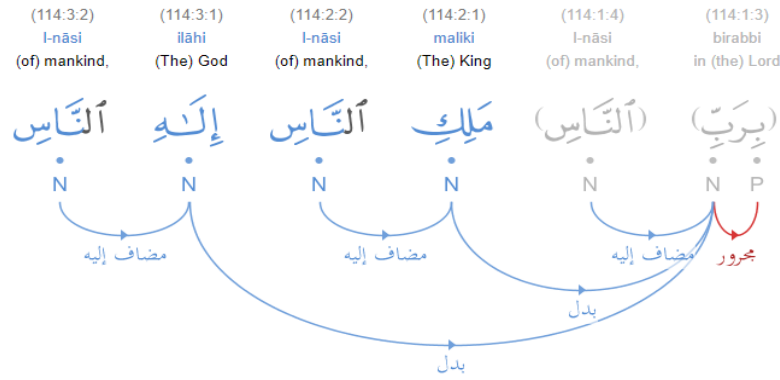 (114:3:2) (114:3:1) (114:2:2) (114:2:1) (114:1:4) (114:1:3)
l-nāsi ilāhi l-nāsi maliki l-nāsi birabbi
(of) mankind, (The) God (of) mankind, (The) King (of) mankind, in (the) Lord
(بِرَبِّ) (ٱلنَّاسِ) مَلِكِ ٱلنَّاسِ إِلَـٰهِ ٱلنَّاسِ
N N N N N N P
مجرور مضاف إليه مضاف إليه مضاف إليه
بدل
بدل